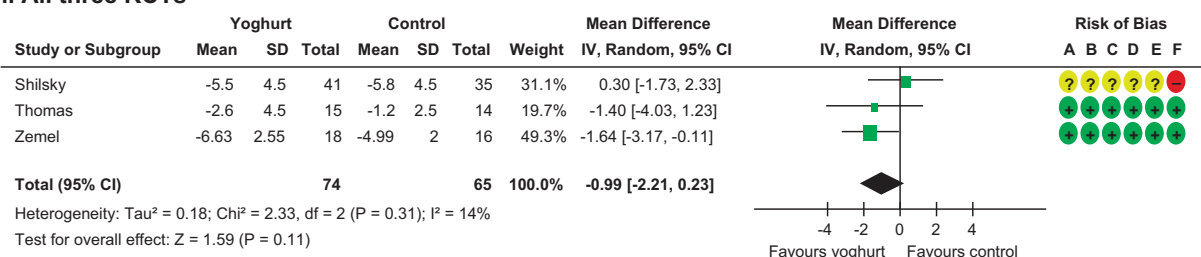 Yoghurt Control Mean Difference Mean Difference Risk of Bias
Study or Subgroup Mean SD Total Mean SD Total Weight IV, Random, 95% CI IV, Random, 95% CI A B C D E F
Shilsky -5.5 4.5 41 -5.8 4.5 35 31.1% 0.30 [-1.73, 2.33] ? ? ? ? ? −
Thomas -2.6 4.5 15 -1.2 2.5 14 19.7% -1.40 [-4.03, 1.23] + + + + + +
Zemel -6.63 2.55 18 -4.99 2 16 49.3% -1.64 [-3.17, -0.11] + + + + + +
Total (95% CI) 74 65 100.0% -0.99 [-2.21, 0.23]
Heterogeneity: Tau² = 0.18; Chi² = 2.33, df = 2 (P = 0.31); I² = 14%
Test for overall effect: Z = 1.59 (P = 0.11)
-4 -2 0 2 4
Favours yoghurt Favours control